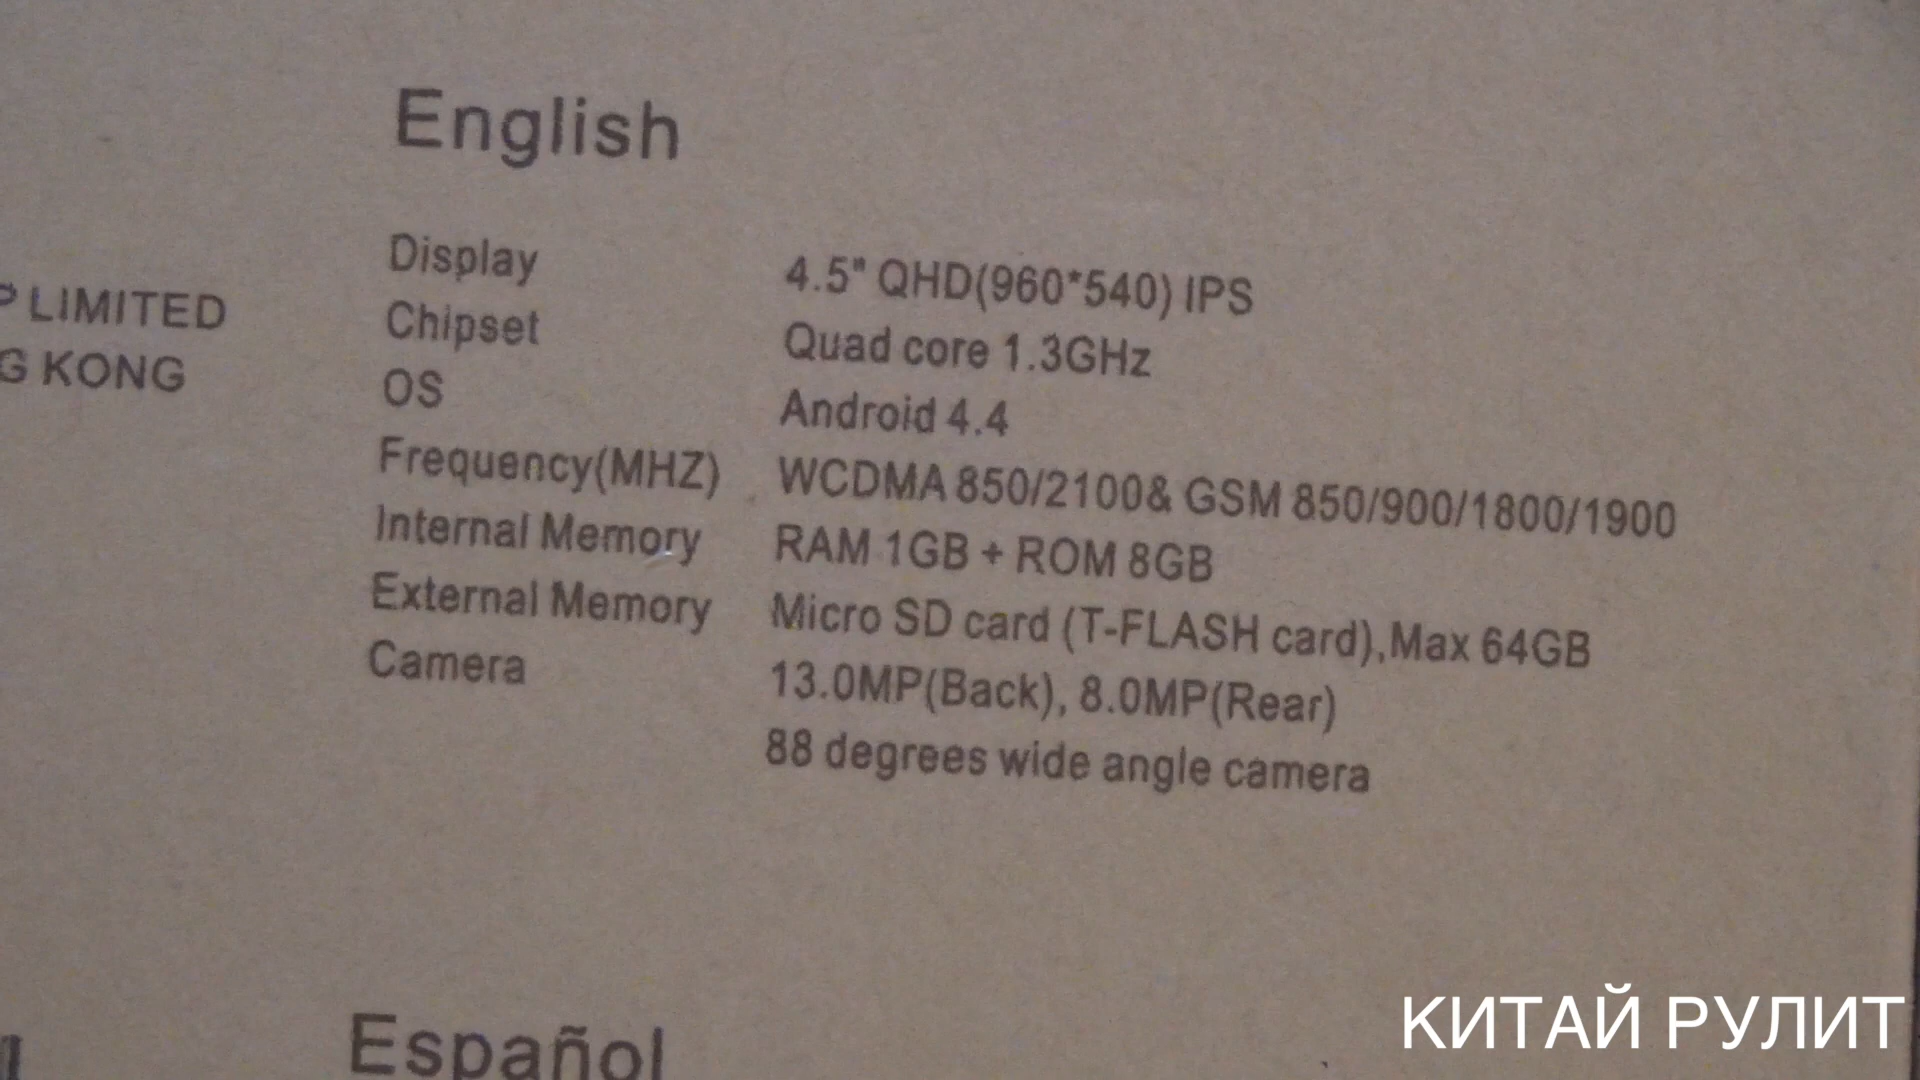 English
LIMITED
KONG
Display 4.5" QHD(960*540) IPS
Chipset Quad core 1.3GHz
OS Android 4.4
Frequency(MHZ) WCDMA 850/2100& GSM 850/900/1800/1900
Internal Memory RAM 1GB + ROM 8GB
External Memory Micro SD card (T-FLASH card),Max 64GB
Camera 13.0MP(Back), 8.0MP(Rear)
88 degrees wide angle camera
Español
КИТАЙ РУЛИТ